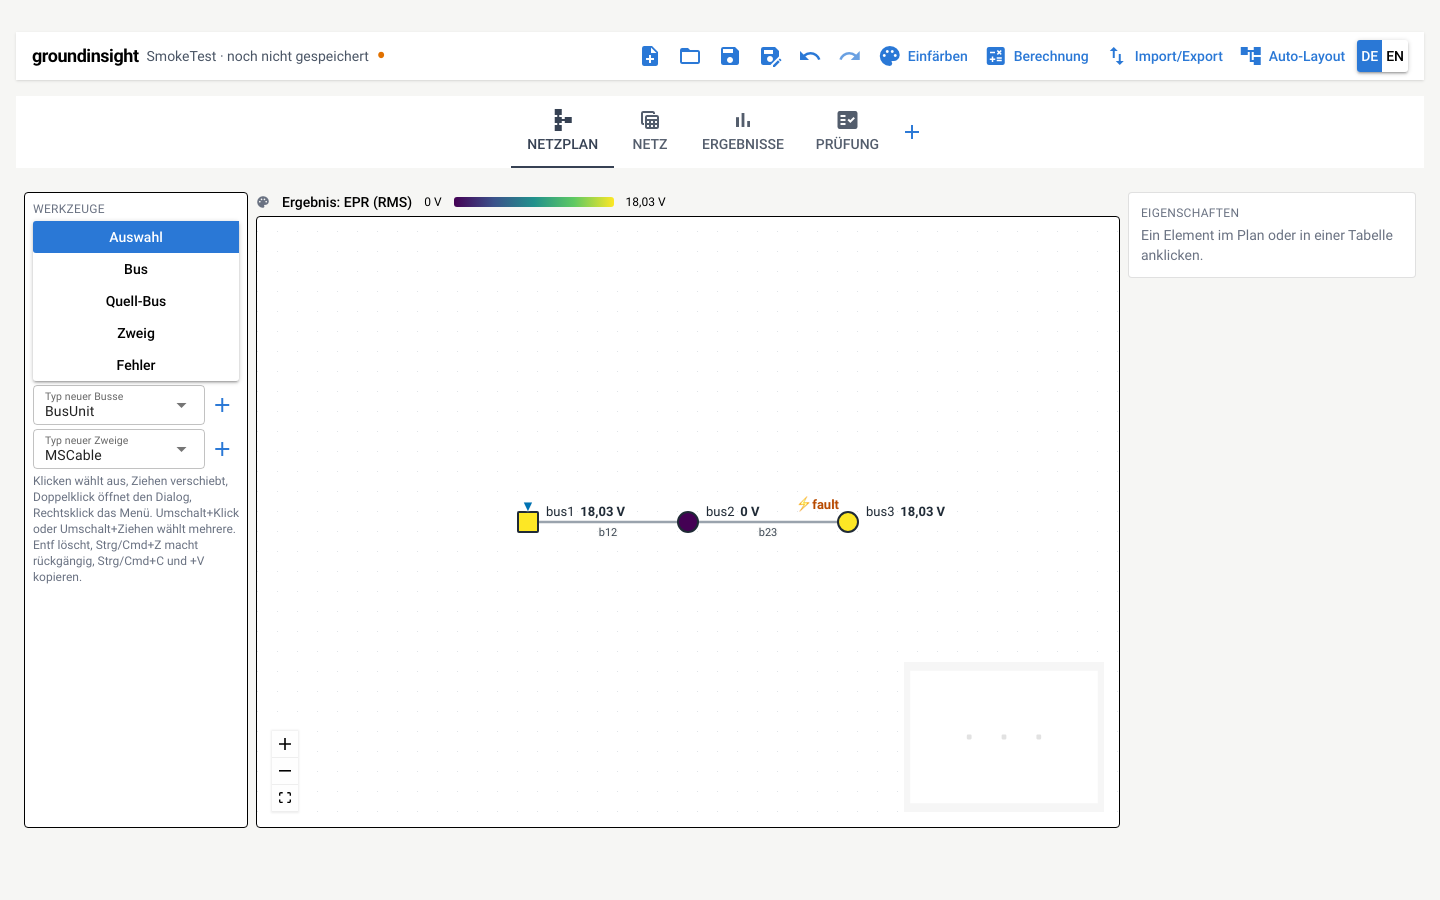 groundinsight SmokeTest · noch nicht gespeichert
Einfärben
Berechnung
Import/Export
Auto-Layout
DE EN
NETZPLAN
NETZ
ERGEBNISSE
PRÜFUNG
WERKZEUGE
Auswahl
Bus
Quell-Bus
Zweig
Fehler
Typ neuer Busse
BusUnit
Typ neuer Zweige
MSCable
Klicken wählt aus, Ziehen verschiebt,
Doppelklick öffnet den Dialog,
Rechtsklick das Menü. Umschalt+Klick
oder Umschalt+Ziehen wählt mehrere.
Entf löscht, Strg/Cmd+Z macht
rückgängig, Strg/Cmd+C und +V
kopieren.
Ergebnis: EPR (RMS) 0 V 18,03 V
bus1 18,03 V
b12
bus2 0 V
b23
⚡fault
bus3 18,03 V
EIGENSCHAFTEN
Ein Element im Plan oder in einer Tabelle
anklicken.